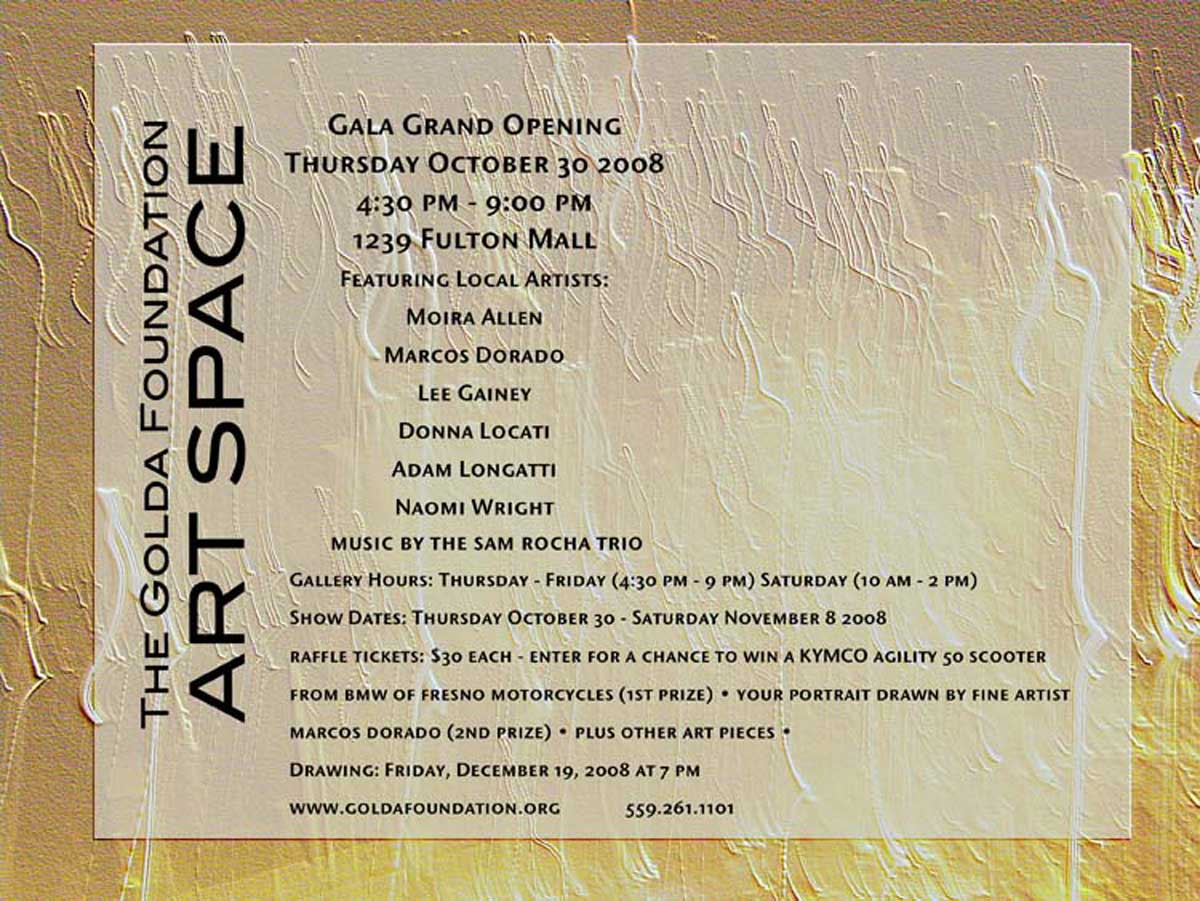 The Golda Foundation
ART SPACE
Gala Grand Opening
Thursday October 30 2008
4:30 pm - 9:00 pm
1239 Fulton Mall
Featuring Local Artists:
Moira Allen
Marcos Dorado
Lee Gainey
Donna Locati
Adam Longatti
Naomi Wright
music by the sam rocha trio
Gallery Hours: Thursday - Friday (4:30 pm - 9 pm) Saturday (10 am - 2 pm)
Show Dates: Thursday October 30 - Saturday November 8 2008
raffle tickets: $30 each - enter for a chance to win a KYMCO agility 50 scooter
from bmw of fresno motorcycles (1st prize) • your portrait drawn by fine artist
marcos dorado (2nd prize) • plus other art pieces •
Drawing: Friday, December 19, 2008 at 7 pm
www.goldafoundation.org 559.261.1101